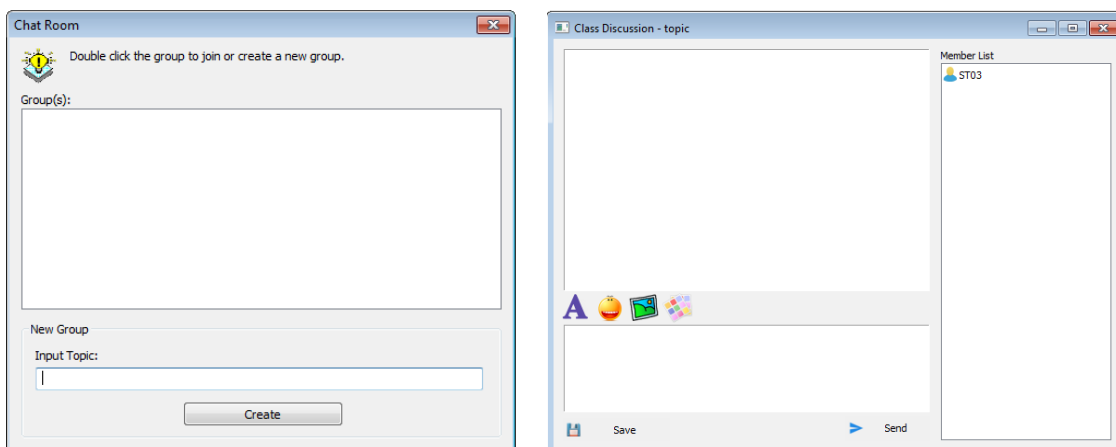 Chat Room
Double click the group to join or create a new group.
Group(s):
New Group
Input Topic:
Create
Class Discussion - topic
Member List
ST03
A
Save
Send